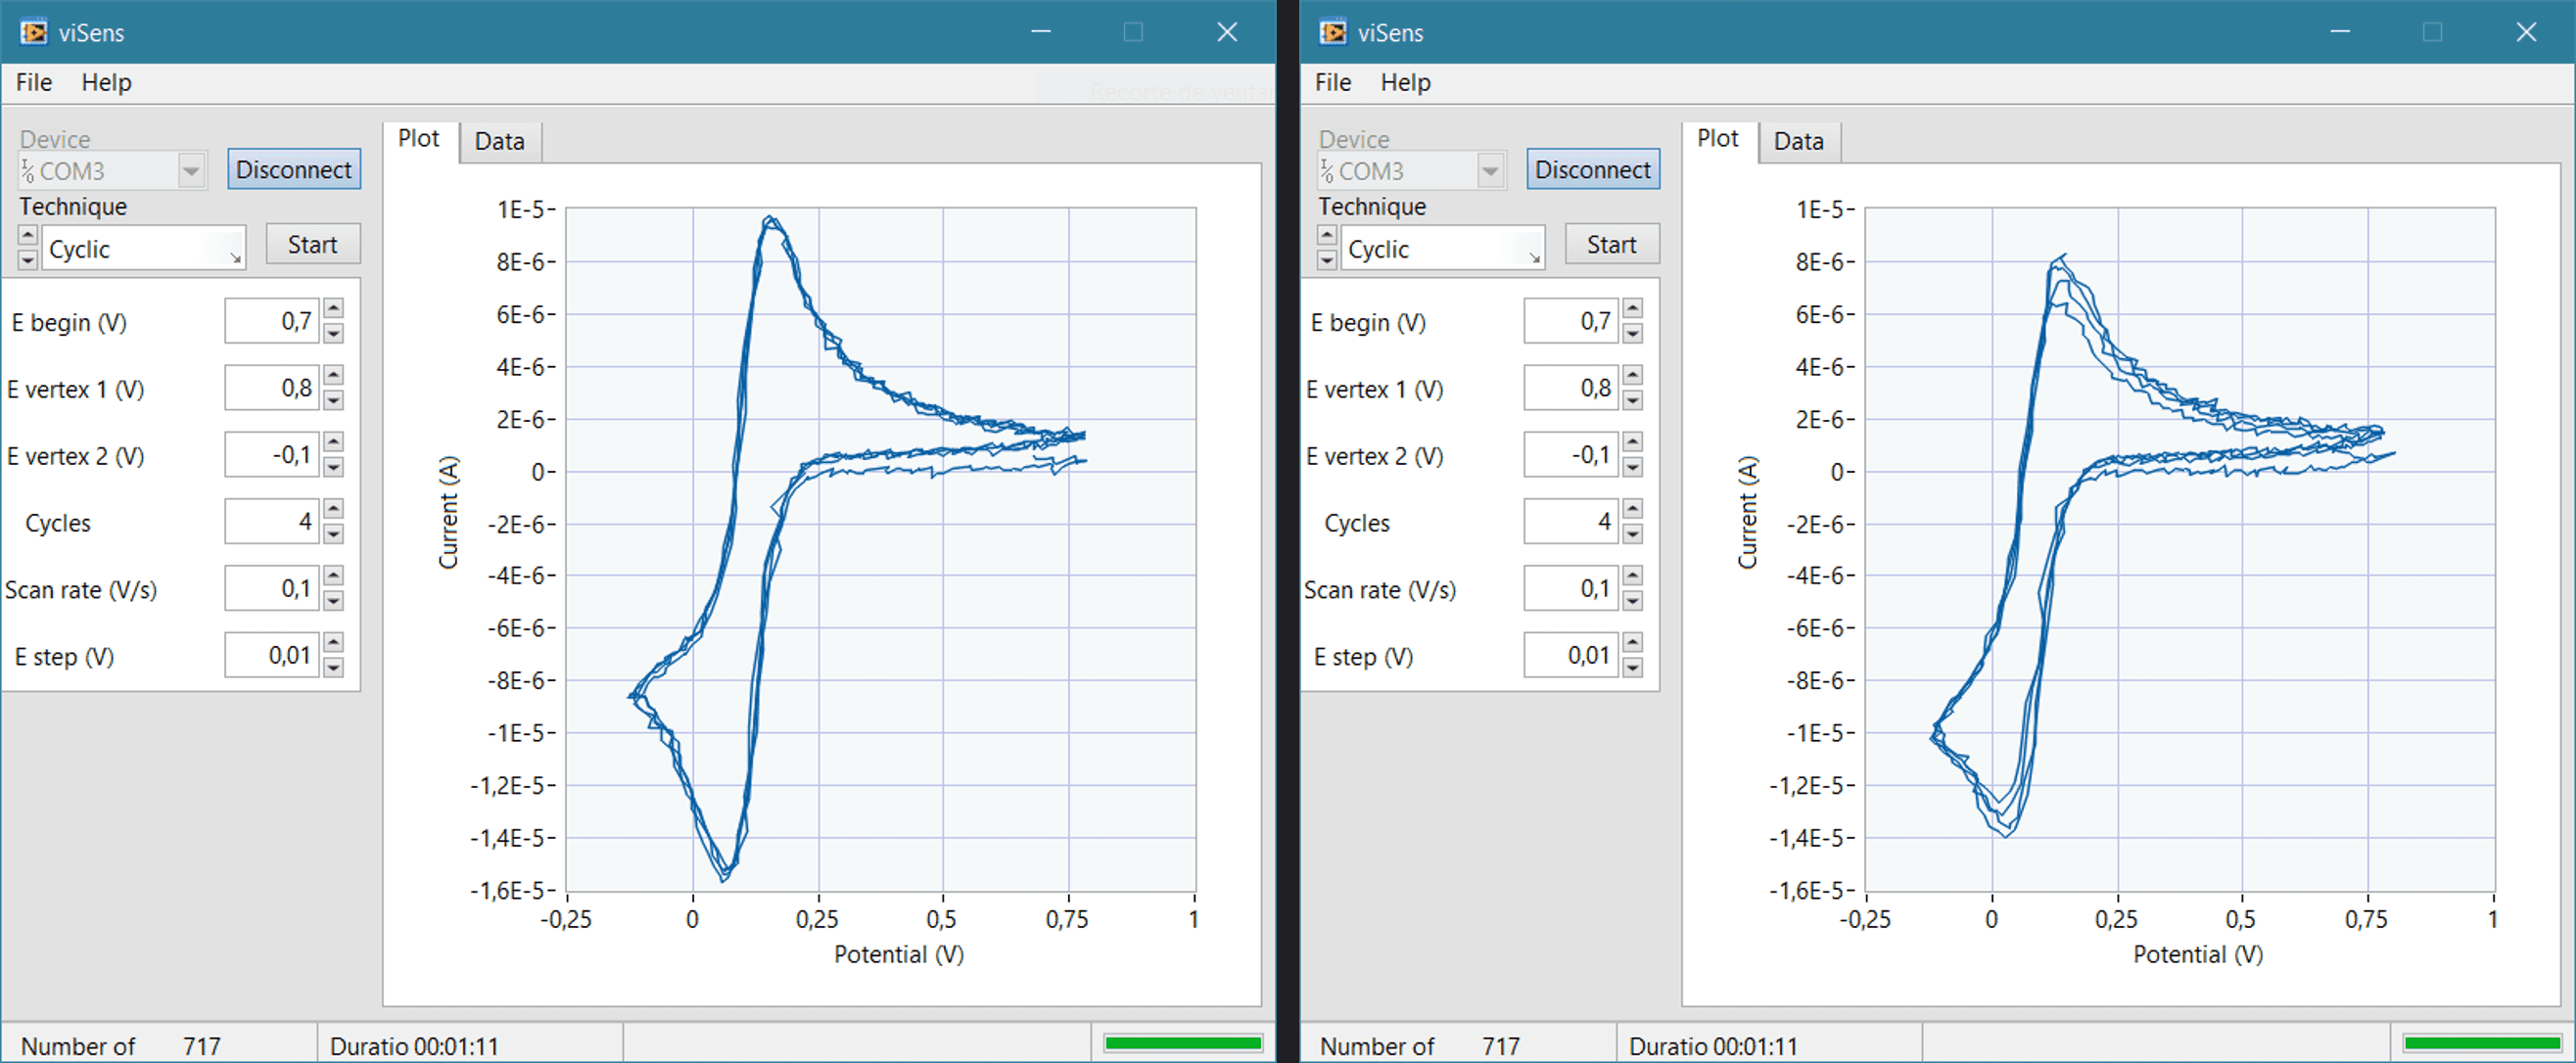 viSens
File Help
Recorte de ventan
Device
COM3 Disconnect
Technique
Cyclic Start
E begin (V) 0,7
E vertex 1 (V) 0,8
E vertex 2 (V) -0,1
Cycles 4
Scan rate (V/s) 0,1
E step (V) 0,01
Plot Data
1E-5
8E-6
6E-6
4E-6
2E-6
0
-2E-6
-4E-6
-6E-6
-8E-6
-1E-5
-1,2E-5
-1,4E-5
-1,6E-5
Current (A)
-0,25 0 0,25 0,5 0,75 1
Potential (V)
Number of 717 Duratio 00:01:11
viSens
File Help
Device
COM3 Disconnect
Technique
Cyclic Start
E begin (V) 0,7
E vertex 1 (V) 0,8
E vertex 2 (V) -0,1
Cycles 4
Scan rate (V/s) 0,1
E step (V) 0,01
Plot Data
1E-5
8E-6
6E-6
4E-6
2E-6
0
-2E-6
-4E-6
-6E-6
-8E-6
-1E-5
-1,2E-5
-1,4E-5
-1,6E-5
Current (A)
-0,25 0 0,25 0,5 0,75 1
Potential (V)
Number of 717 Duratio 00:01:11